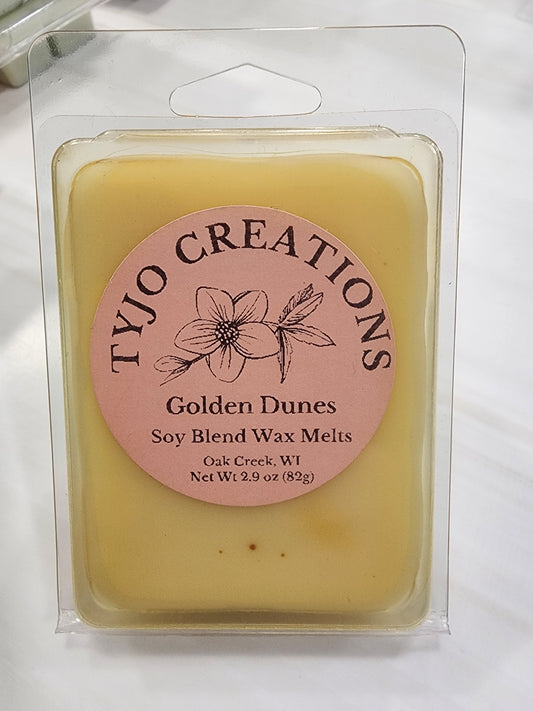 TYJO CREATIONS
Golden Dunes
Soy Blend Wax Melts
Oak Creek, WI
Net Wt 2.9 oz (82g)